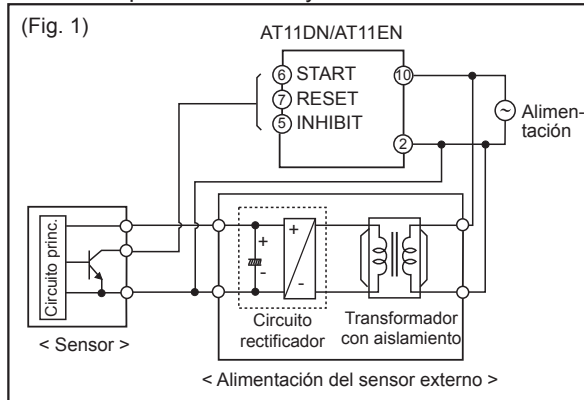 (Fig. 1)
AT11DN/AT11EN
6 START
10
7 RESET
5 INHIBIT
2
~
Alimen-
tación
Circuito princ.
+
-
+
-
Circuito
rectificador
Transformador
con aislamiento
< Sensor >
< Alimentación del sensor externo >